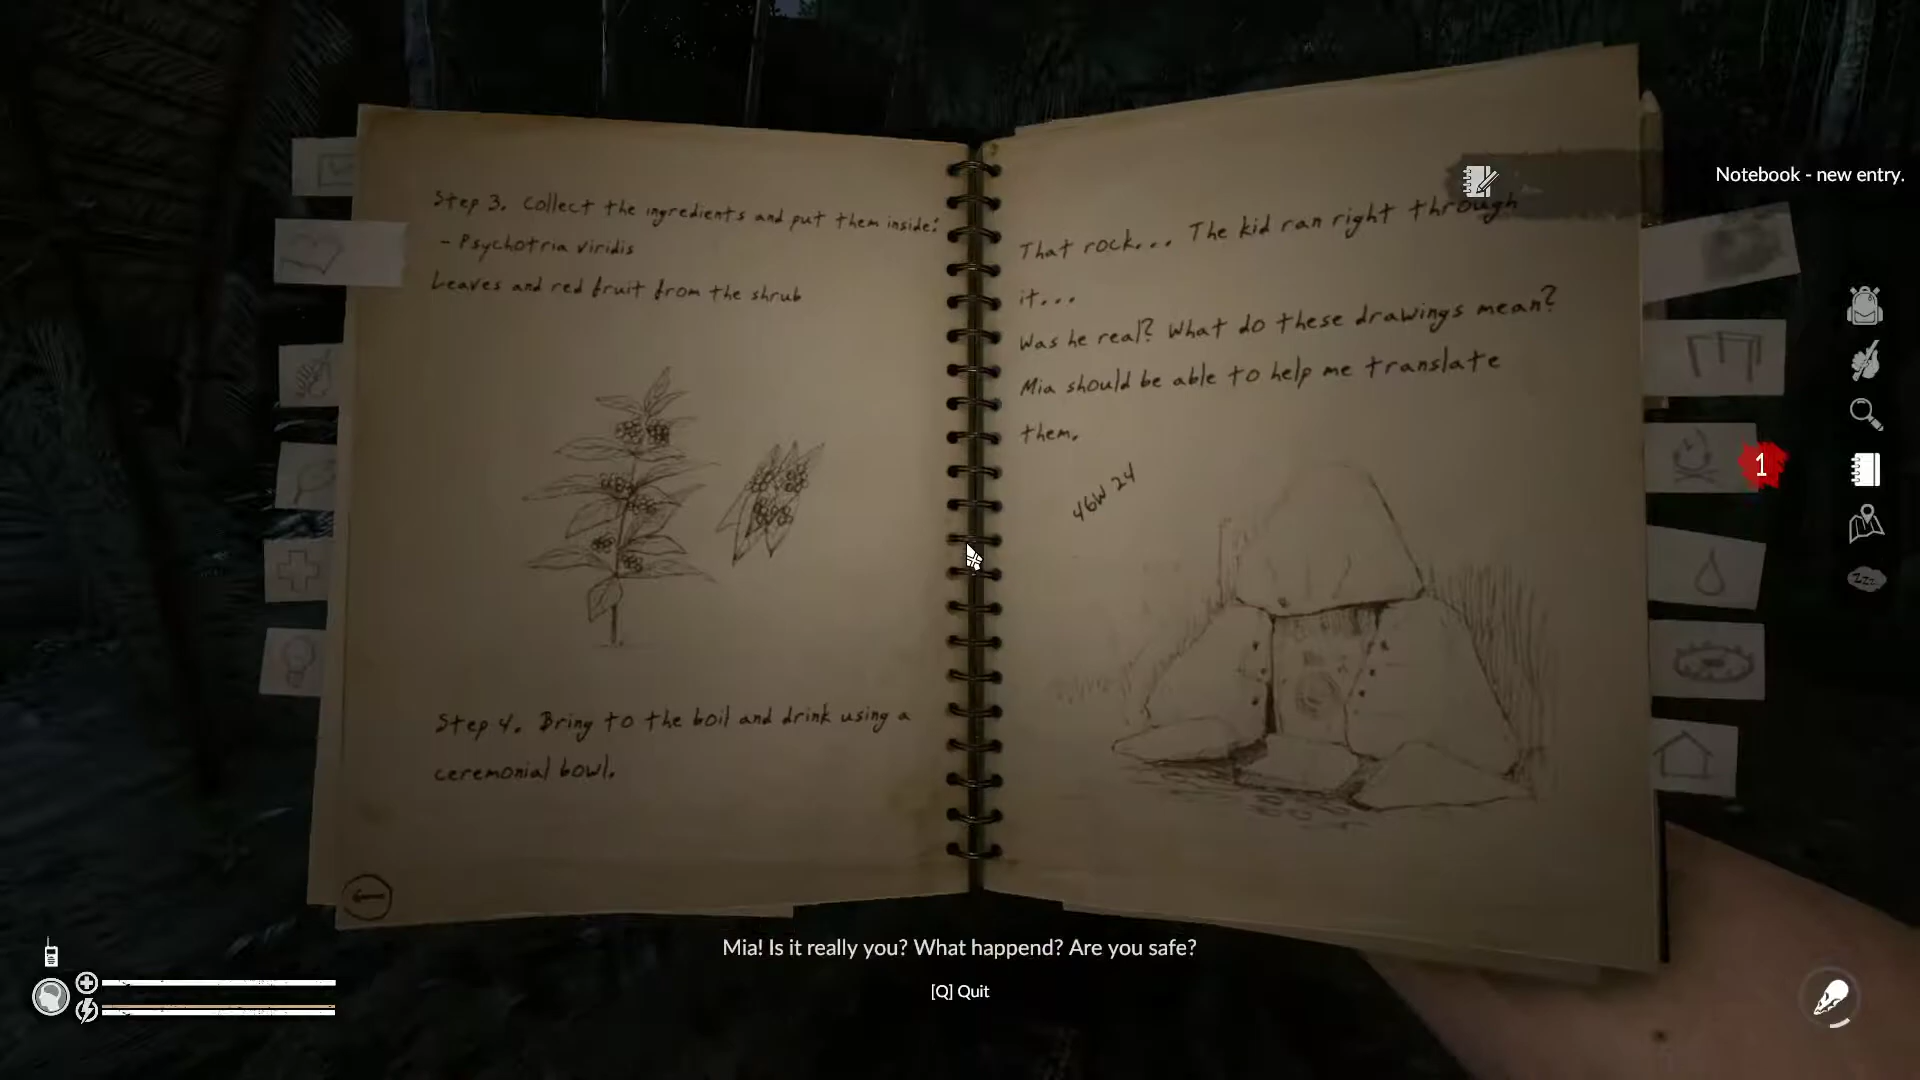 Step 3. Collect the ingredients and put them inside:
- Psychotria viridis
Leaves and red fruit from the shrub
Step 4. Bring to the boil and drink using a
ceremonial bowl.
That rock... The kid ran right through
it...
Was he real? What do these drawings mean?
Mia should be able to help me translate
them.
46W 24
Notebook - new entry.
1
Zzz
Mia! Is it really you? What happend? Are you safe?
[Q] Quit